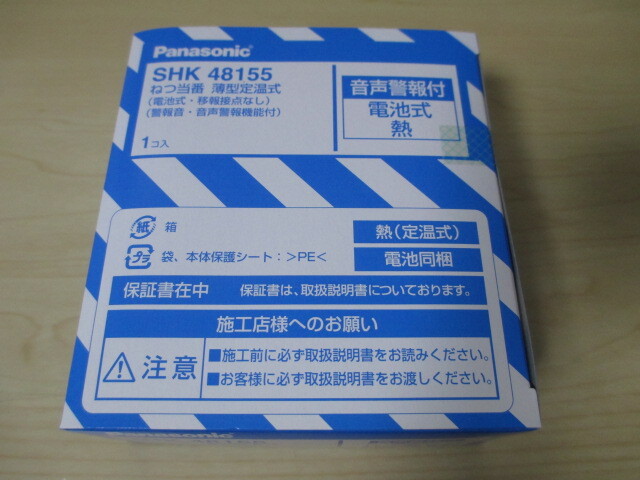 Panasonic
SHK 48155
ねつ当番 薄型定温式
(電池式・移報接点なし)
(警報音・音声警報機能付)
1コ入
音声警報付
電池式
熱
紙 箱
プラ 袋、本体保護シート:>PE<
熱(定温式)
電池同梱
保証書在中 保証書は、取扱説明書についております。
施工店様へのお願い
注意
■施工前に必ず取扱説明書をお読みください。
■お客様に必ず取扱説明書をお渡しください。
Panasonic